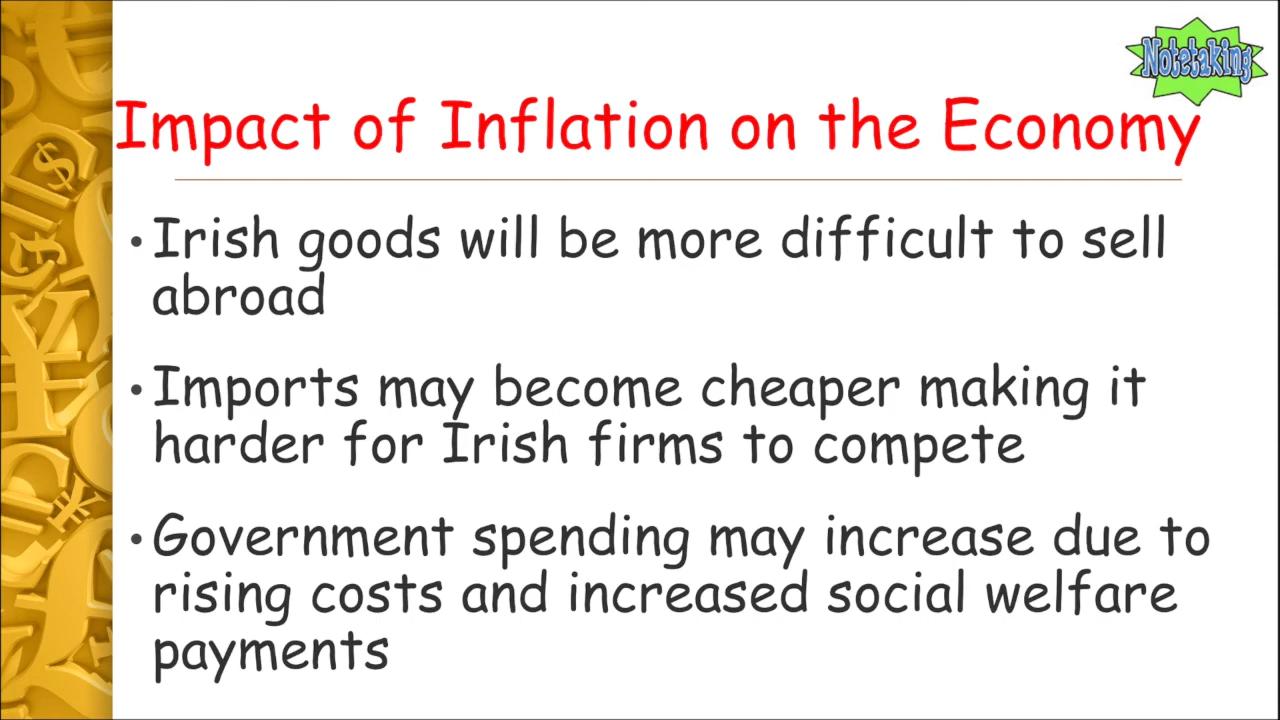 Notetaking
Impact of Inflation on the Economy
• Irish goods will be more difficult to sell
abroad
• Imports may become cheaper making it
harder for Irish firms to compete
• Government spending may increase due to
rising costs and increased social welfare
payments